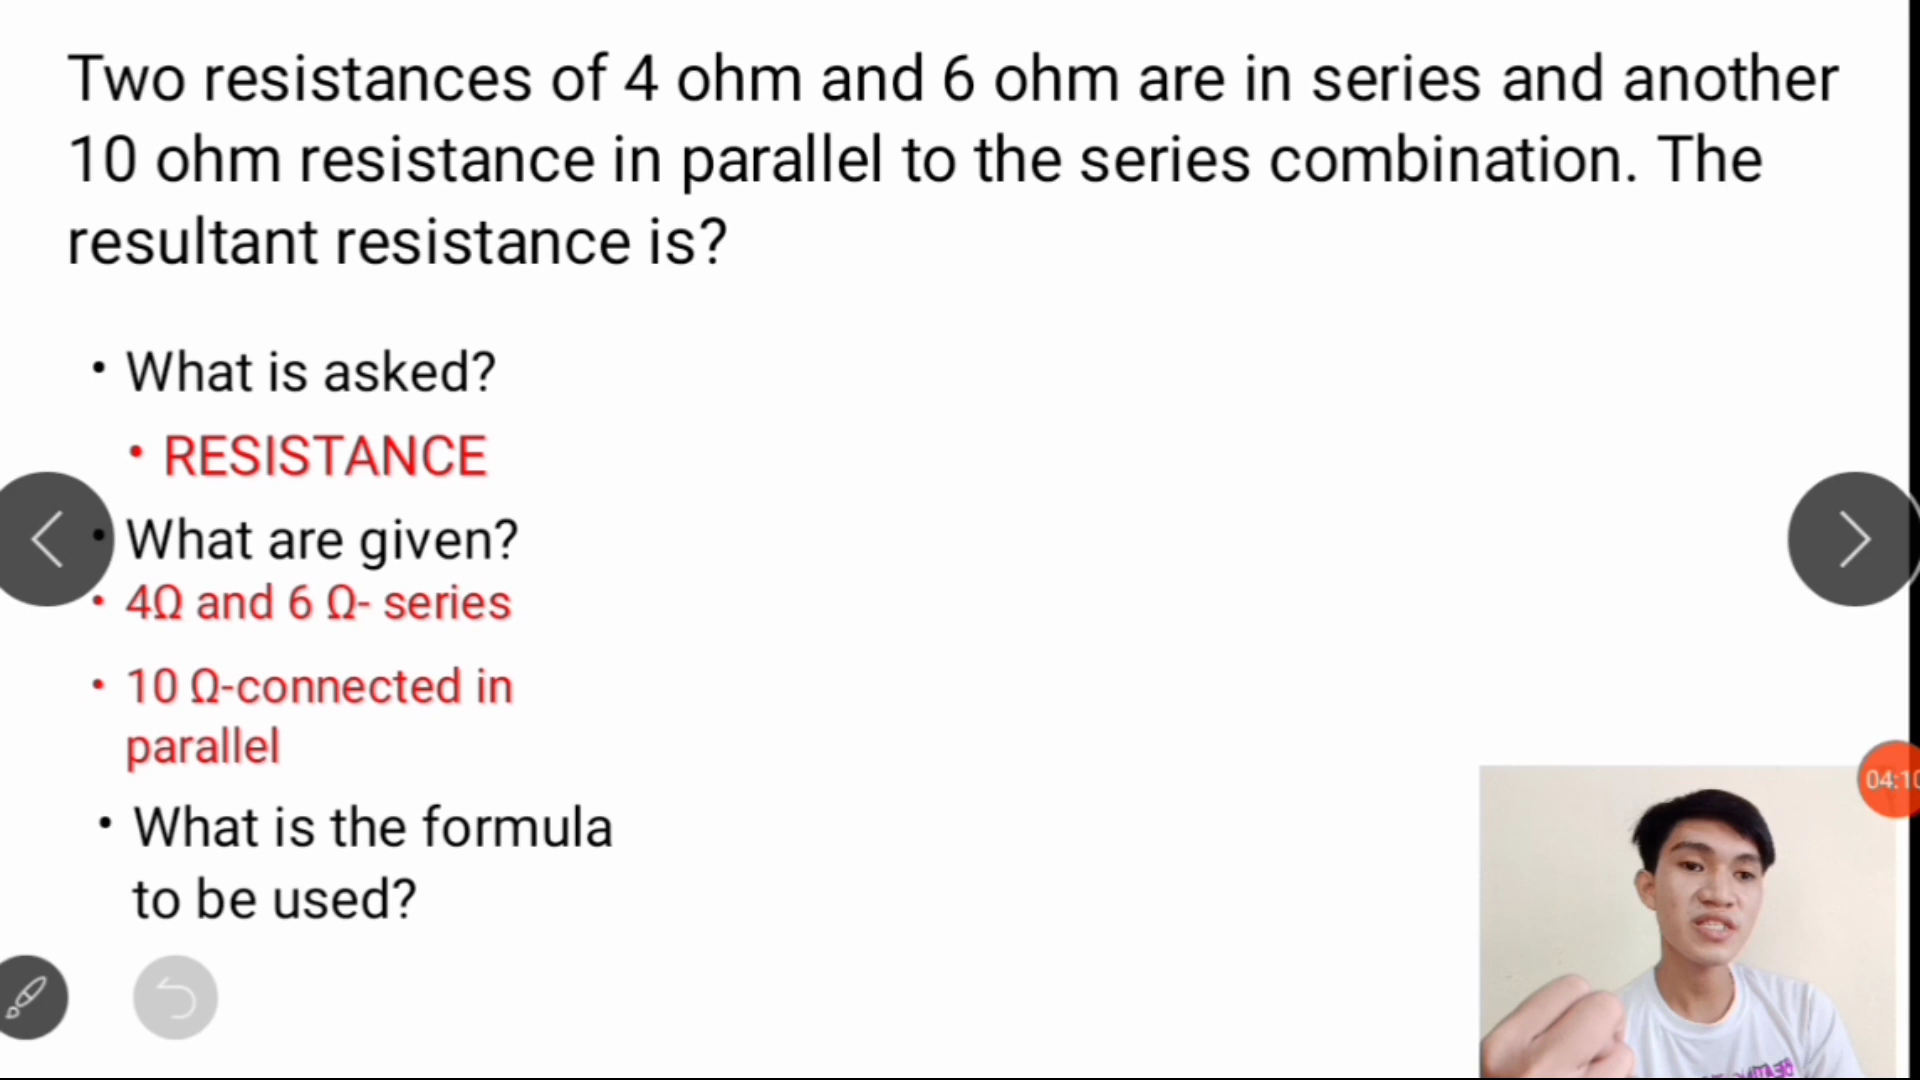 Two resistances of 4 ohm and 6 ohm are in series and another
10 ohm resistance in parallel to the series combination. The
resultant resistance is?
• What is asked?
• RESISTANCE
• What are given?
• 4Ω and 6 Ω- series
• 10 Ω-connected in
parallel
• What is the formula
to be used?
04:10